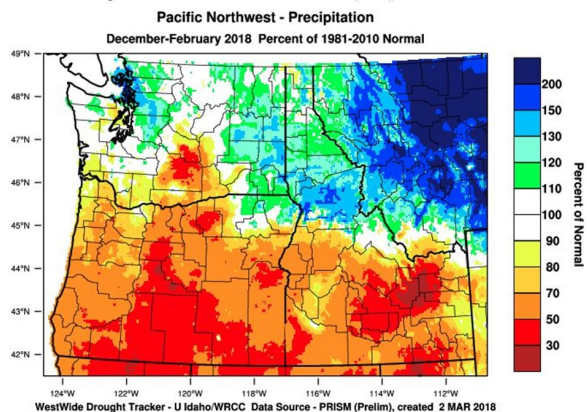 Pacific Northwest - Precipitation
December-February 2018 Percent of 1981-2010 Normal
49°N
48°N
47°N
46°N
45°N
44°N
43°N
42°N
124°W 122°W 120°W 118°W 116°W 114°W 112°W
200
150
130
120
110
100
90
80
70
50
30
Percent of Normal
WestWide Drought Tracker - U Idaho/WRCC Data Source - PRISM (Prelim), created 2 MAR 2018